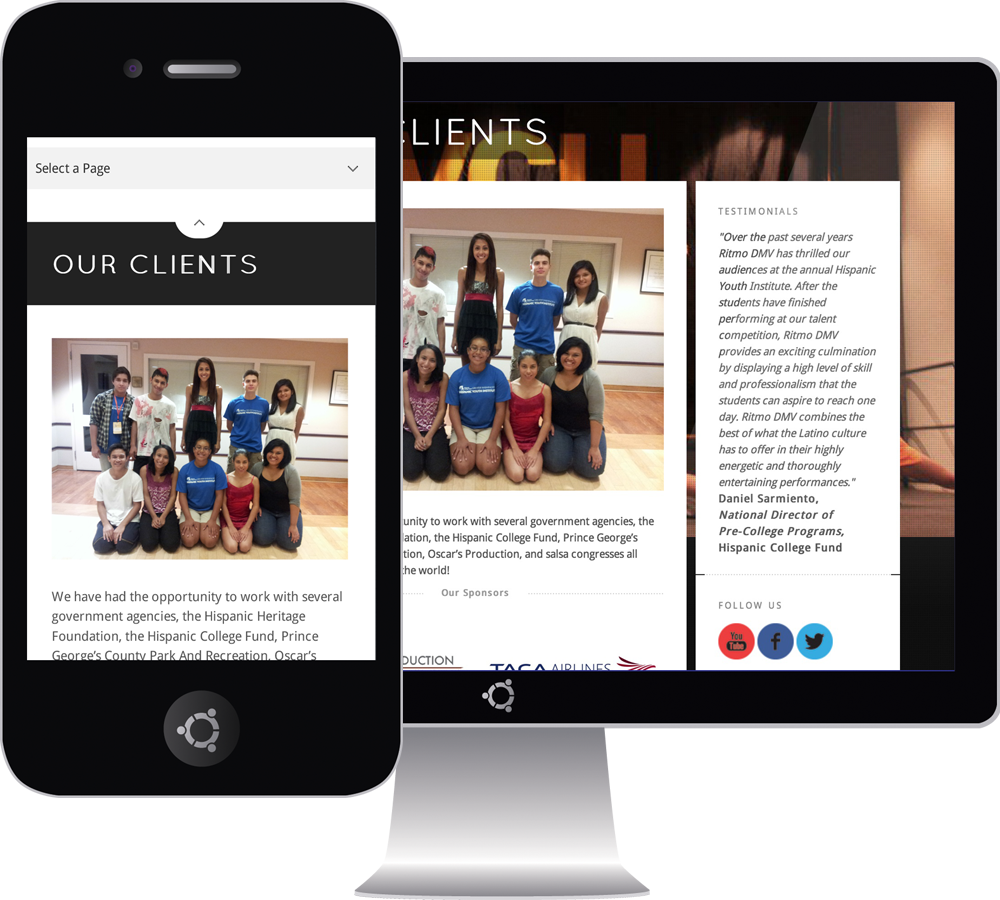 Select a Page
OUR CLIENTS
We have had the opportunity to work with several
government agencies, the Hispanic Heritage
Foundation, the Hispanic College Fund, Prince
George's County Park And Recreation, Oscar's
CLIENTS
unity to work with several government agencies, the
lation, the Hispanic College Fund, Prince George's
tion, Oscar's Production, and salsa congresses all
the world!
Our Sponsors
DUCTION
TACA AIRLINES
TESTIMONIALS
"Over the past several years
Ritmo DMV has thrilled our
audiences at the annual Hispanic
Youth Institute. After the
students have finished
performing at our talent
competition, Ritmo DMV
provides an exciting culmination
by displaying a high level of skill
and professionalism that the
students can aspire to reach one
day. Ritmo DMV combines the
best of what the Latino culture
has to offer in their highly
energetic and thoroughly
entertaining performances."
Daniel Sarmiento,
National Director of
Pre-College Programs,
Hispanic College Fund
FOLLOW US
You
Tube